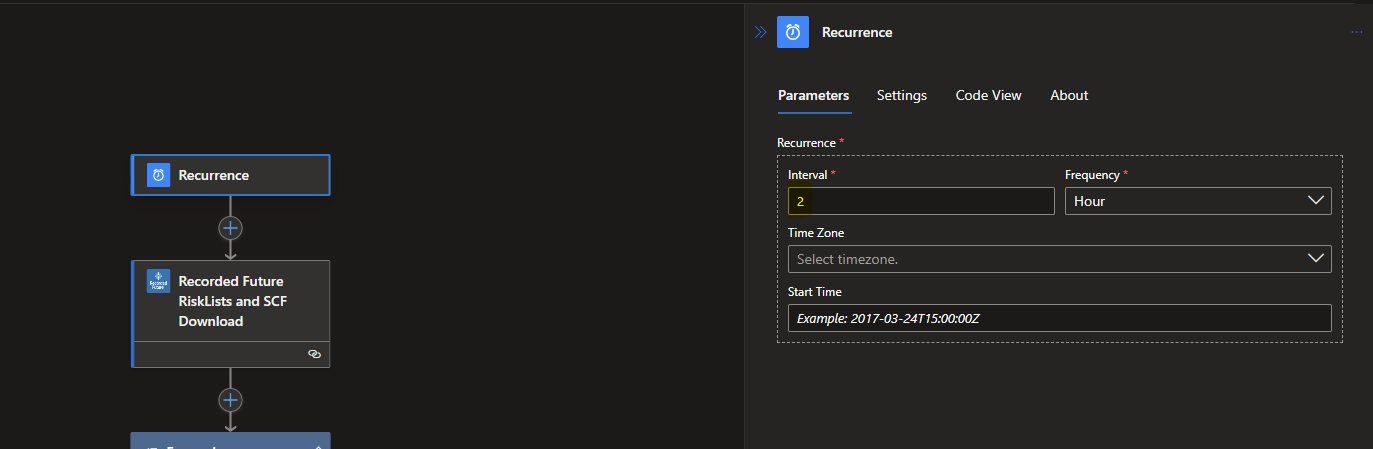 Recurrence
Recorded Future
RiskLists and SCF
Download
Recurrence
Parameters Settings Code View About
Recurrence *
Interval * Frequency *
2 Hour
Time Zone
Select timezone.
Start Time
Example: 2017-03-24T15:00:00Z